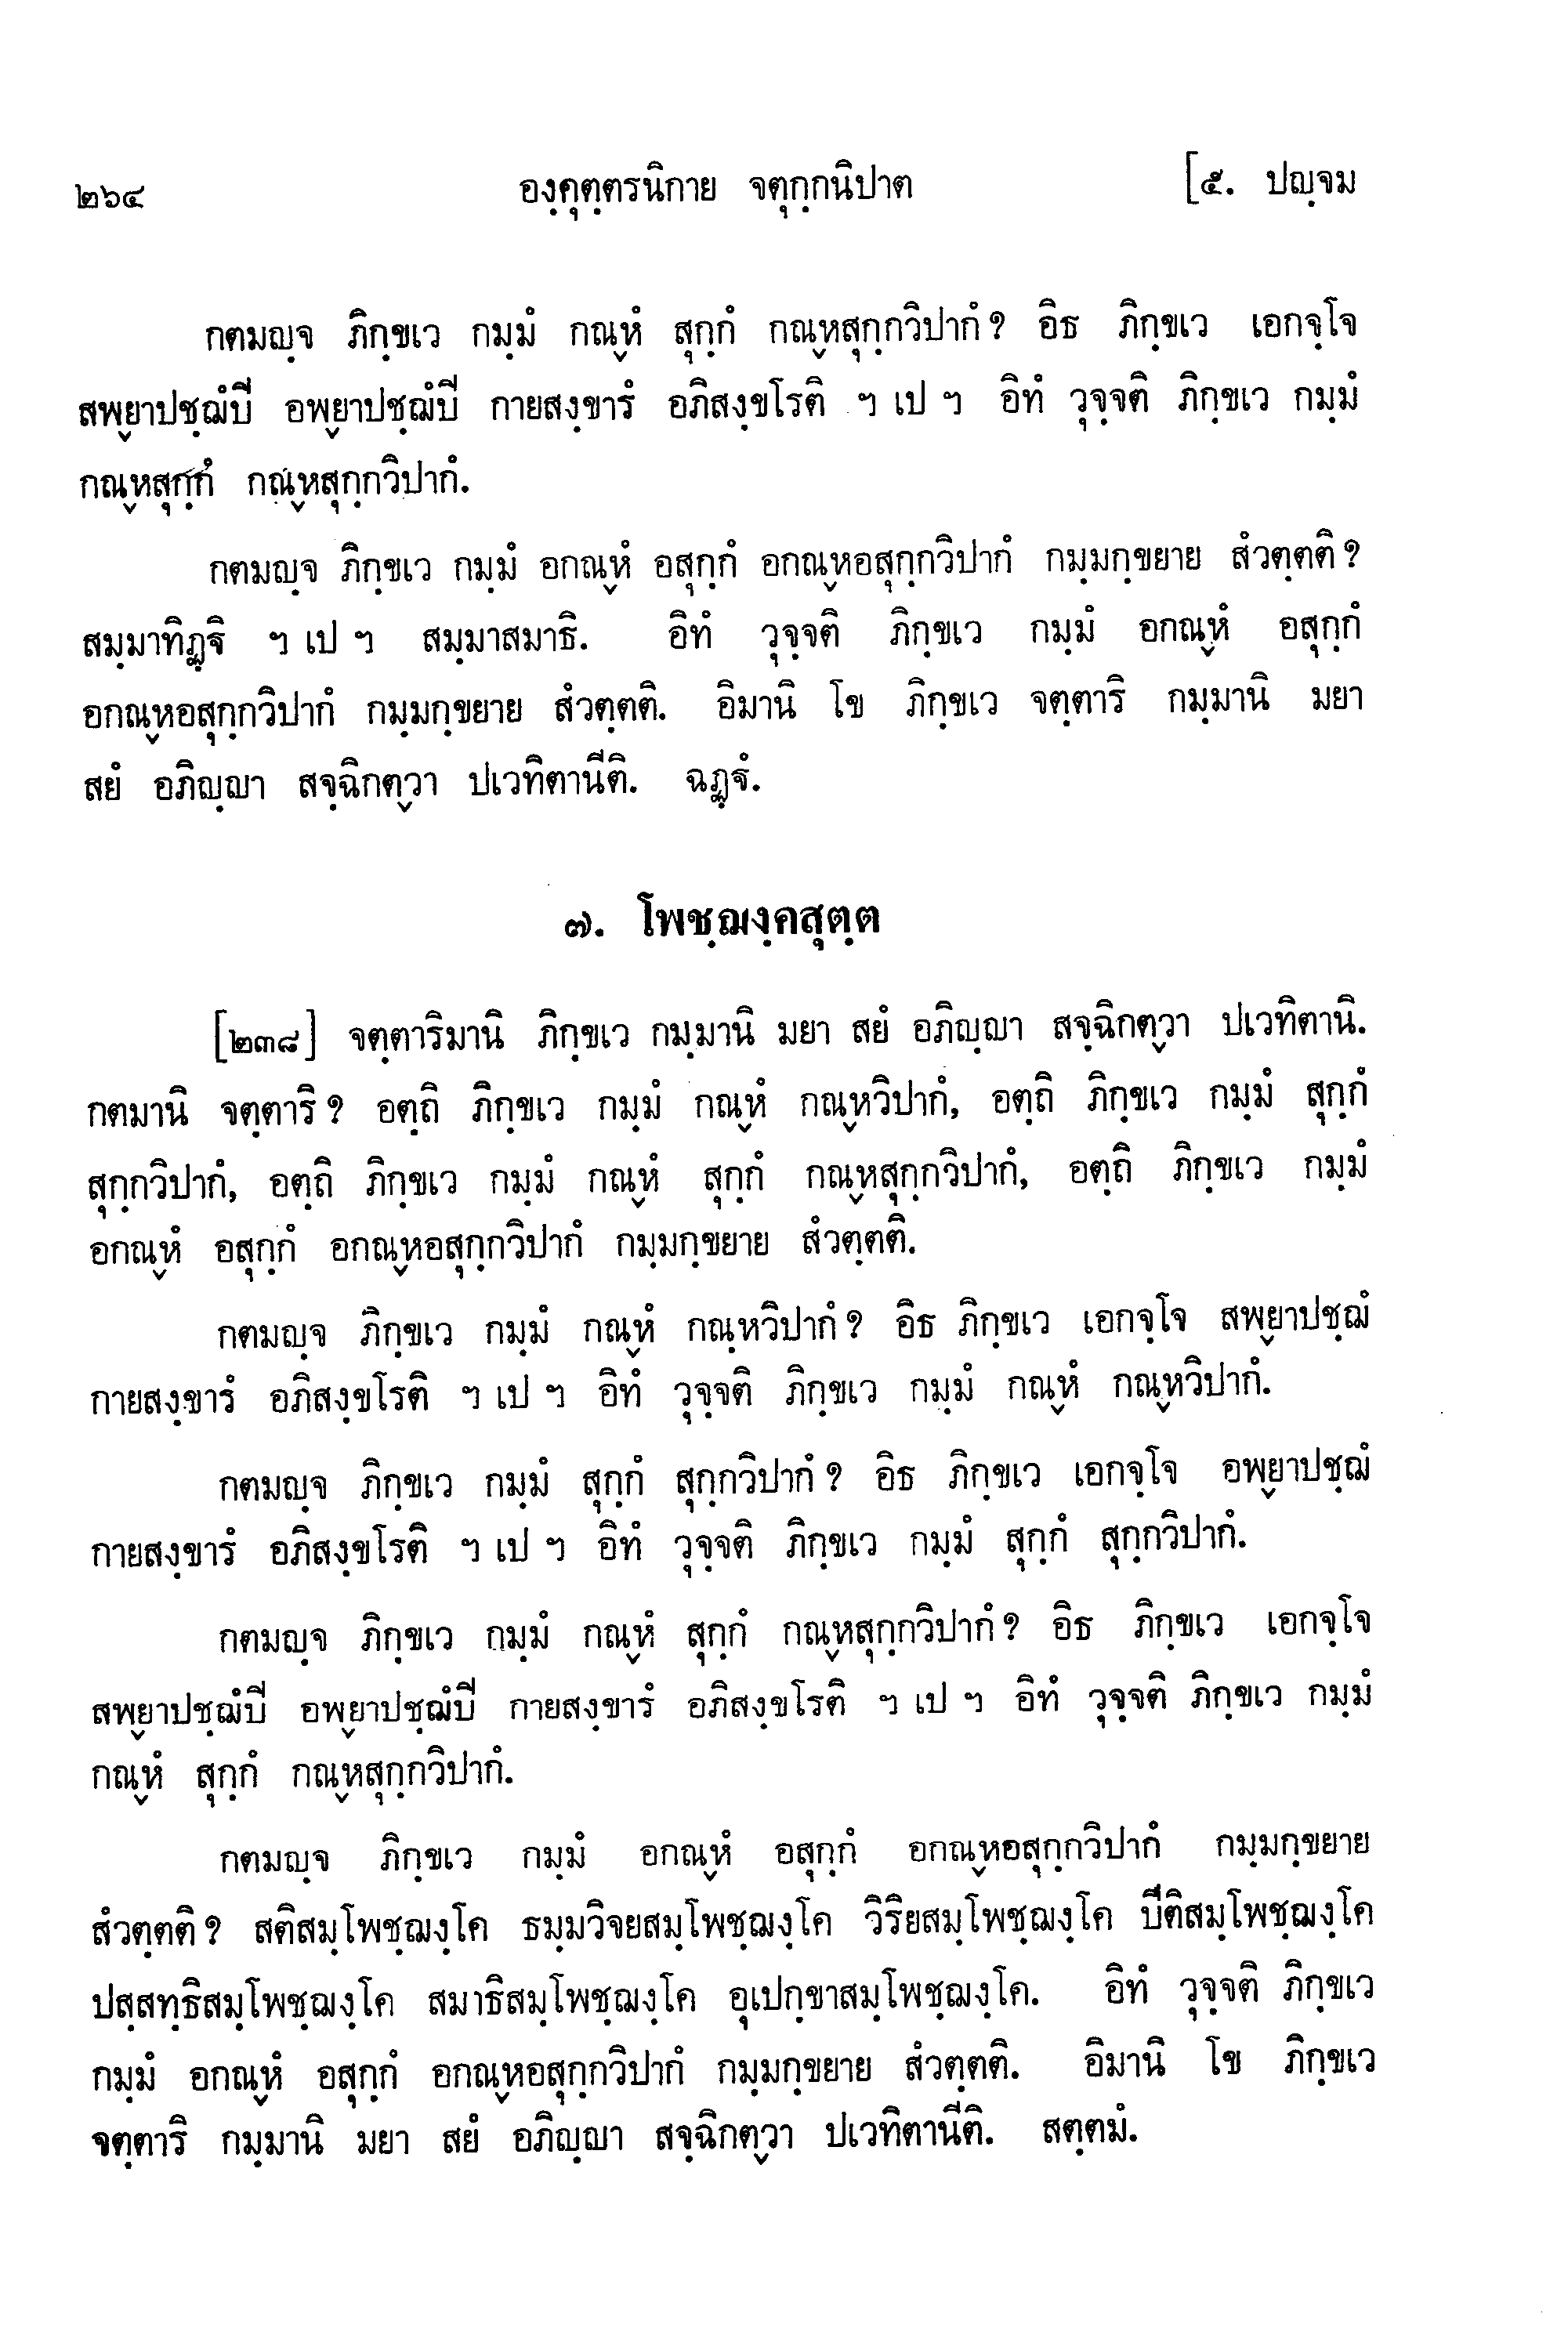 ๒๖๔ องฺคุตฺตรนิกาย จตุกฺกนิปาต [๕. ปญฺจม
กตมญฺจ ภิกฺขเว กมฺมํ กณฺหํ สุกฺกํ กณฺหสุกฺกวิปากํ? อิธ ภิกฺขเว เอกจฺโจ
สพฺยาปชฺฌํปิ อพฺยาปชฺฌํปิ กายสงฺขารํ อภิสงฺขโรติ ฯ เป ฯ อิทํ วุจฺจติ ภิกฺขเว กมฺมํ
กณฺหสุกฺกํ กณฺหสุกฺกวิปากํ.
กตมญฺจ ภิกฺขเว กมฺมํ อกณฺหํ อสุกฺกํ อกณฺหอสุกฺกวิปากํ กมฺมกฺขยาย สํวตฺตติ?
สมฺมาทิฏฺฐิ ฯ เป ฯ สมฺมาสมาธิ. อิทํ วุจฺจติ ภิกฺขเว กมฺมํ อกณฺหํ อสุกฺกํ
อกณฺหอสุกฺกวิปากํ กมฺมกฺขยาย สํวตฺตติ. อิมานิ โข ภิกฺขเว จตฺตาริ กมฺมานิ มยา
สยํ อภิญฺญา สจฺฉิกตฺวา ปเวทิตานีติ. ฉฏฺฐํ.
๗. โพชฺฌงฺคสุตฺต
[๒๓๘] จตฺตาริมานิ ภิกฺขเว กมฺมานิ มยา สยํ อภิญฺญา สจฺฉิกตฺวา ปเวทิตานิ.
กตมานิ จตฺตาริ? อตฺถิ ภิกฺขเว กมฺมํ กณฺหํ กณฺหวิปากํ, อตฺถิ ภิกฺขเว กมฺมํ สุกฺกํ
สุกฺกวิปากํ, อตฺถิ ภิกฺขเว กมฺมํ กณฺหํ สุกฺกํ กณฺหสุกฺกวิปากํ, อตฺถิ ภิกฺขเว กมฺมํ
อกณฺหํ อสุกฺกํ อกณฺหอสุกฺกวิปากํ กมฺมกฺขยาย สํวตฺตติ.
กตมญฺจ ภิกฺขเว กมฺมํ กณฺหํ กณฺหวิปากํ? อิธ ภิกฺขเว เอกจฺโจ สพฺยาปชฺฌํ
กายสงฺขารํ อภิสงฺขโรติ ฯ เป ฯ อิทํ วุจฺจติ ภิกฺขเว กมฺมํ กณฺหํ กณฺหวิปากํ.
กตมญฺจ ภิกฺขเว กมฺมํ สุกฺกํ สุกฺกวิปากํ? อิธ ภิกฺขเว เอกจฺโจ อพฺยาปชฺฌํ
กายสงฺขารํ อภิสงฺขโรติ ฯ เป ฯ อิทํ วุจฺจติ ภิกฺขเว กมฺมํ สุกฺกํ สุกฺกวิปากํ.
กตมญฺจ ภิกฺขเว กมฺมํ กณฺหํ สุกฺกํ กณฺหสุกฺกวิปากํ? อิธ ภิกฺขเว เอกจฺโจ
สพฺยาปชฺฌํปิ อพฺยาปชฺฌํปิ กายสงฺขารํ อภิสงฺขโรติ ฯ เป ฯ อิทํ วุจฺจติ ภิกฺขเว กมฺมํ
กณฺหํ สุกฺกํ กณฺหสุกฺกวิปากํ.
กตมญฺจ ภิกฺขเว กมฺมํ อกณฺหํ อสุกฺกํ อกณฺหอสุกฺกวิปากํ กมฺมกฺขยาย
สํวตฺตติ? สติสมฺโพชฺฌงฺโค ธมฺมวิจยสมฺโพชฺฌงฺโค วิริยสมฺโพชฺฌงฺโค ปีติสมฺโพชฺฌงฺโค
ปสฺสทฺธิสมฺโพชฺฌงฺโค สมาธิสมฺโพชฺฌงฺโค อุเปกฺขาสมฺโพชฺฌงฺโค. อิทํ วุจฺจติ ภิกฺขเว
กมฺมํ อกณฺหํ อสุกฺกํ อกณฺหอสุกฺกวิปากํ กมฺมกฺขยาย สํวตฺตติ. อิมานิ โข ภิกฺขเว
จตฺตาริ กมฺมานิ มยา สยํ อภิญฺญา สจฺฉิกตฺวา ปเวทิตานีติ. สตฺตมํ.